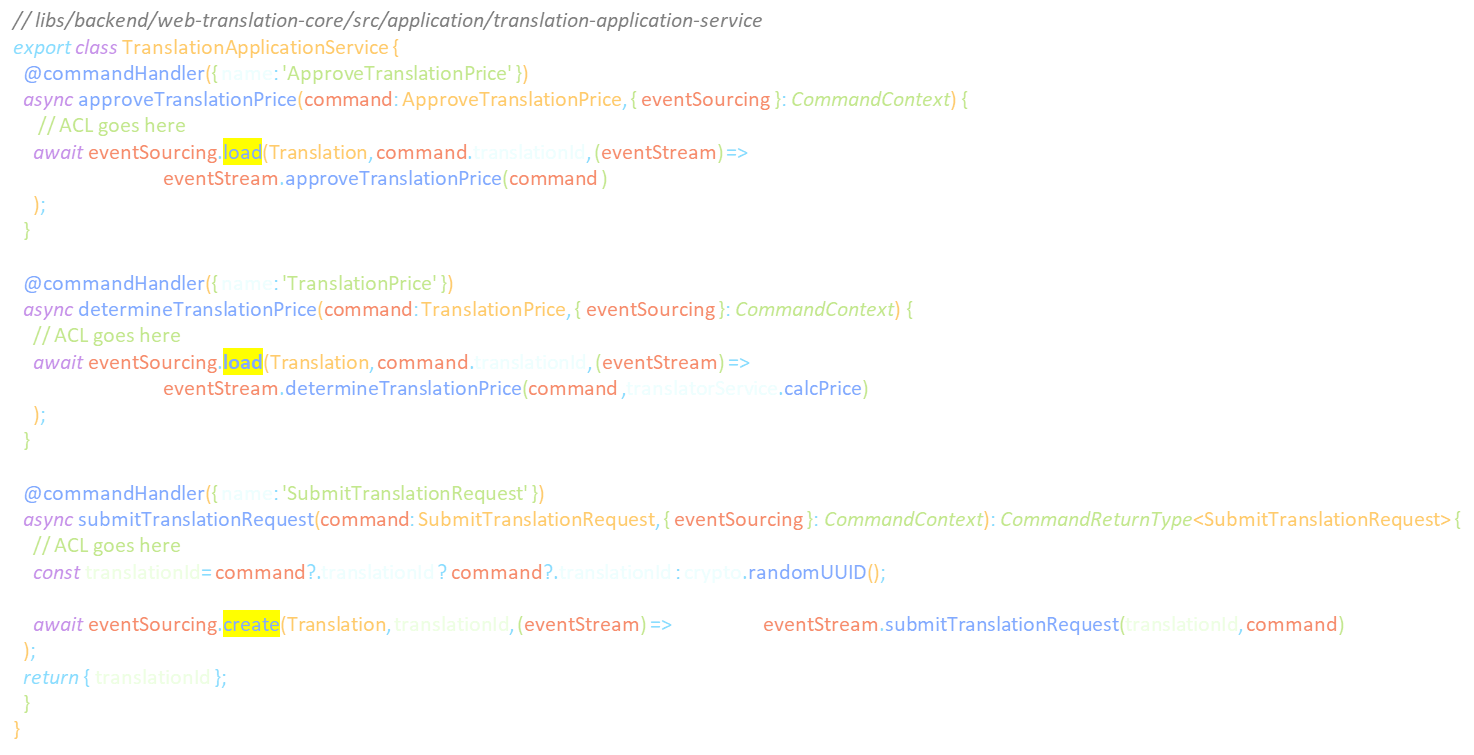 // libs/backend/web-translation-core/src/application/translation-application-service
export class TranslationApplicationService {
@commandHandler({ name: 'ApproveTranslationPrice' })
async approveTranslationPrice(command: ApproveTranslationPrice, { eventSourcing }: CommandContext) {
// ACL goes here
await eventSourcing.load(Translation, command.translationId, (eventStream) =>
eventStream.approveTranslationPrice(command )
);
}
@commandHandler({ name: 'TranslationPrice' })
async determineTranslationPrice(command: TranslationPrice, { eventSourcing }: CommandContext) {
// ACL goes here
await eventSourcing.load(Translation, command.translationId, (eventStream) =>
eventStream.determineTranslationPrice(command ,translatorService.calcPrice)
);
}
@commandHandler({ name: 'SubmitTranslationRequest' })
async submitTranslationRequest(command: SubmitTranslationRequest, { eventSourcing }: CommandContext): CommandReturnType<SubmitTranslationRequest> {
// ACL goes here
const translationId= command?.translationId ? command?.translationId : crypto.randomUUID();
await eventSourcing.create(Translation, translationId, (eventStream) => eventStream.submitTranslationRequest(translationId, command)
);
return { translationId };
}
}